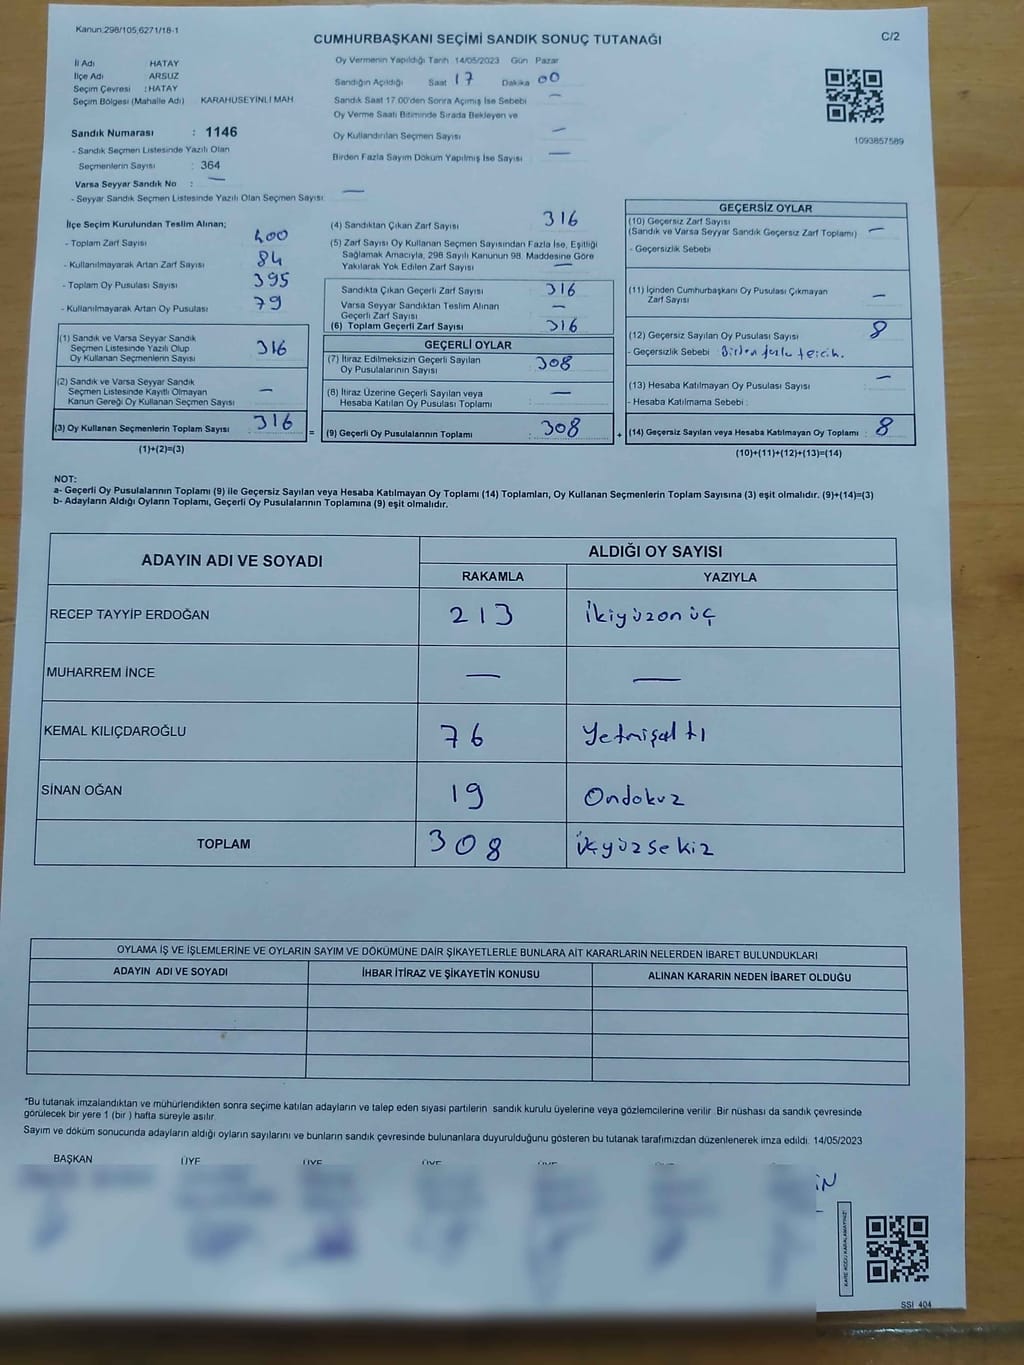 Kanun:298/105,6271/18-1
CUMHURBAŞKANI SEÇİMİ SANDIK SONUÇ TUTANAĞI
C/2
İl Adı HATAY
İlçe Adı ARSUZ
Seçim Çevresi :HATAY
Seçim Bölgesi (Mahalle Adı) KARAHUSEYİNLİ MAH
Sandık Numarası : 1146
- Sandık Seçmen Listesinde Yazılı Olan
Seçmenlerin Sayısı : 364
Varsa Seyyar Sandık No : —
- Seyyar Sandık Seçmen Listesinde Yazılı Olan Seçmen Sayısı: —
Oy Vermenin Yapıldığı Tarih 14/05/2023 Gün Pazar
Sandığın Açıldığı Saat 17 Dakika 00
Sandık Saat 17.00'den Sonra Açımış İse Sebebi —
Oy Verme Saati Bitiminde Sırada Bekleyen ve
Oy Kullandırılan Seçmen Sayısı —
Birden Fazla Sayım Döküm Yapılmış İse Sayısı —
1093857589
İlçe Seçim Kurulundan Teslim Alınan;
- Toplam Zarf Sayısı 400
- Kullanılmayarak Artan Zarf Sayısı 84
- Toplam Oy Pusulası Sayısı 395
- Kullanılmayarak Artan Oy Pusulası 79
(1) Sandık ve Varsa Seyyar Sandık
Seçmen Listesinde Yazılı Olup
Oy Kullanan Seçmenlerin Sayısı 316
(2) Sandık ve Varsa Seyyar Sandık
Seçmen Listesinde Kayıtlı Olmayan
Kanun Gereği Oy Kullanan Seçmen Sayısı —
(3) Oy Kullanan Seçmenlerin Toplam Sayısı 316
(1)+(2)=(3)
(4) Sandıktan Çıkan Zarf Sayısı 316
(5) Zarf Sayısı Oy Kullanan Seçmen Sayısından Fazla İse, Eşitliği
Sağlamak Amacıyla, 298 Sayılı Kanunun 98. Maddesine Göre
Yakılarak Yok Edilen Zarf Sayısı —
Sandıkta Çıkan Geçerli Zarf Sayısı 316
Varsa Seyyar Sandıktan Teslim Alınan
Geçerli Zarf Sayısı —
(6) Toplam Geçerli Zarf Sayısı 316
GEÇERLİ OYLAR
(7) İtiraz Edilmeksizin Geçerli Sayılan
Oy Pusulalarının Sayısı : 308
(8) İtiraz Üzerine Geçerli Sayılan veya
Hesaba Katılan Oy Pusulası Toplamı —
= (9) Geçerli Oy Pusulalarının Toplamı : 308
GEÇERSİZ OYLAR
(10) Geçersiz Zarf Sayısı
(Sandık ve Varsa Seyyar Sandık Geçersiz Zarf Toplamı) —
- Geçersizlik Sebebi
(11) İçinden Cumhurbaşkanı Oy Pusulası Çıkmayan
Zarf Sayısı —
(12) Geçersiz Sayılan Oy Pusulası Sayısı 8
- Geçersizlik Sebebi Birden fazla tercih.
(13) Hesaba Katılmayan Oy Pusulası Sayısı —
- Hesaba Katılmama Sebebi :
+ (14) Geçersiz Sayılan veya Hesaba Katılmayan Oy Toplamı : 8
(10)+(11)+(12)+(13)=(14)
NOT:
a- Geçerli Oy Pusulalarının Toplamı (9) ile Geçersiz Sayılan veya Hesaba Katılmayan Oy Toplamı (14) Toplamları, Oy Kullanan Seçmenlerin Toplam Sayısına (3) eşit olmalıdır. (9)+(14)=(3)
b- Adayların Aldığı Oyların Toplamı, Geçerli Oy Pusulalarının Toplamına (9) eşit olmalıdır.
ADAYIN ADI VE SOYADI ALDIĞI OY SAYISI
RAKAMLA YAZIYLA
RECEP TAYYİP ERDOĞAN 213 İkiyüzonüç
MUHARREM İNCE — —
KEMAL KILIÇDAROĞLU 76 Yetmişaltı
SİNAN OĞAN 19 Ondokuz
TOPLAM 308 üçyüzsekiz
OYLAMA İŞ VE İŞLEMLERİNE VE OYLARIN SAYIM VE DÖKÜMÜNE DAİR ŞİKAYETLERLE BUNLARA AİT KARARLARIN NELERDEN İBARET BULUNDUKLARI
ADAYIN ADI VE SOYADI İHBAR İTİRAZ VE ŞİKAYETİN KONUSU ALINAN KARARIN NEDEN İBARET OLDUĞU
*Bu tutanak imzalandıktan ve mühürlendikten sonra seçime katılan adayların ve talep eden siyasi partilerin sandık kurulu üyelerine veya gözlemcilerine verilir. Bir nüshası da sandık çevresinde
görülecek bir yere 1 (bir ) hafta süreyle asılır.
Sayım ve döküm sonucunda adayların aldığı oyların sayılarını ve bunların sandık çevresinde bulunanlara duyurulduğunu gösteren bu tutanak tarafımızdan düzenlenerek imza edildi. 14/05/2023
BAŞKAN ÜYE ÜYE ÜYE ÜYE
İN
KARE KODU KARALAMAYINIZ!
SSI_404